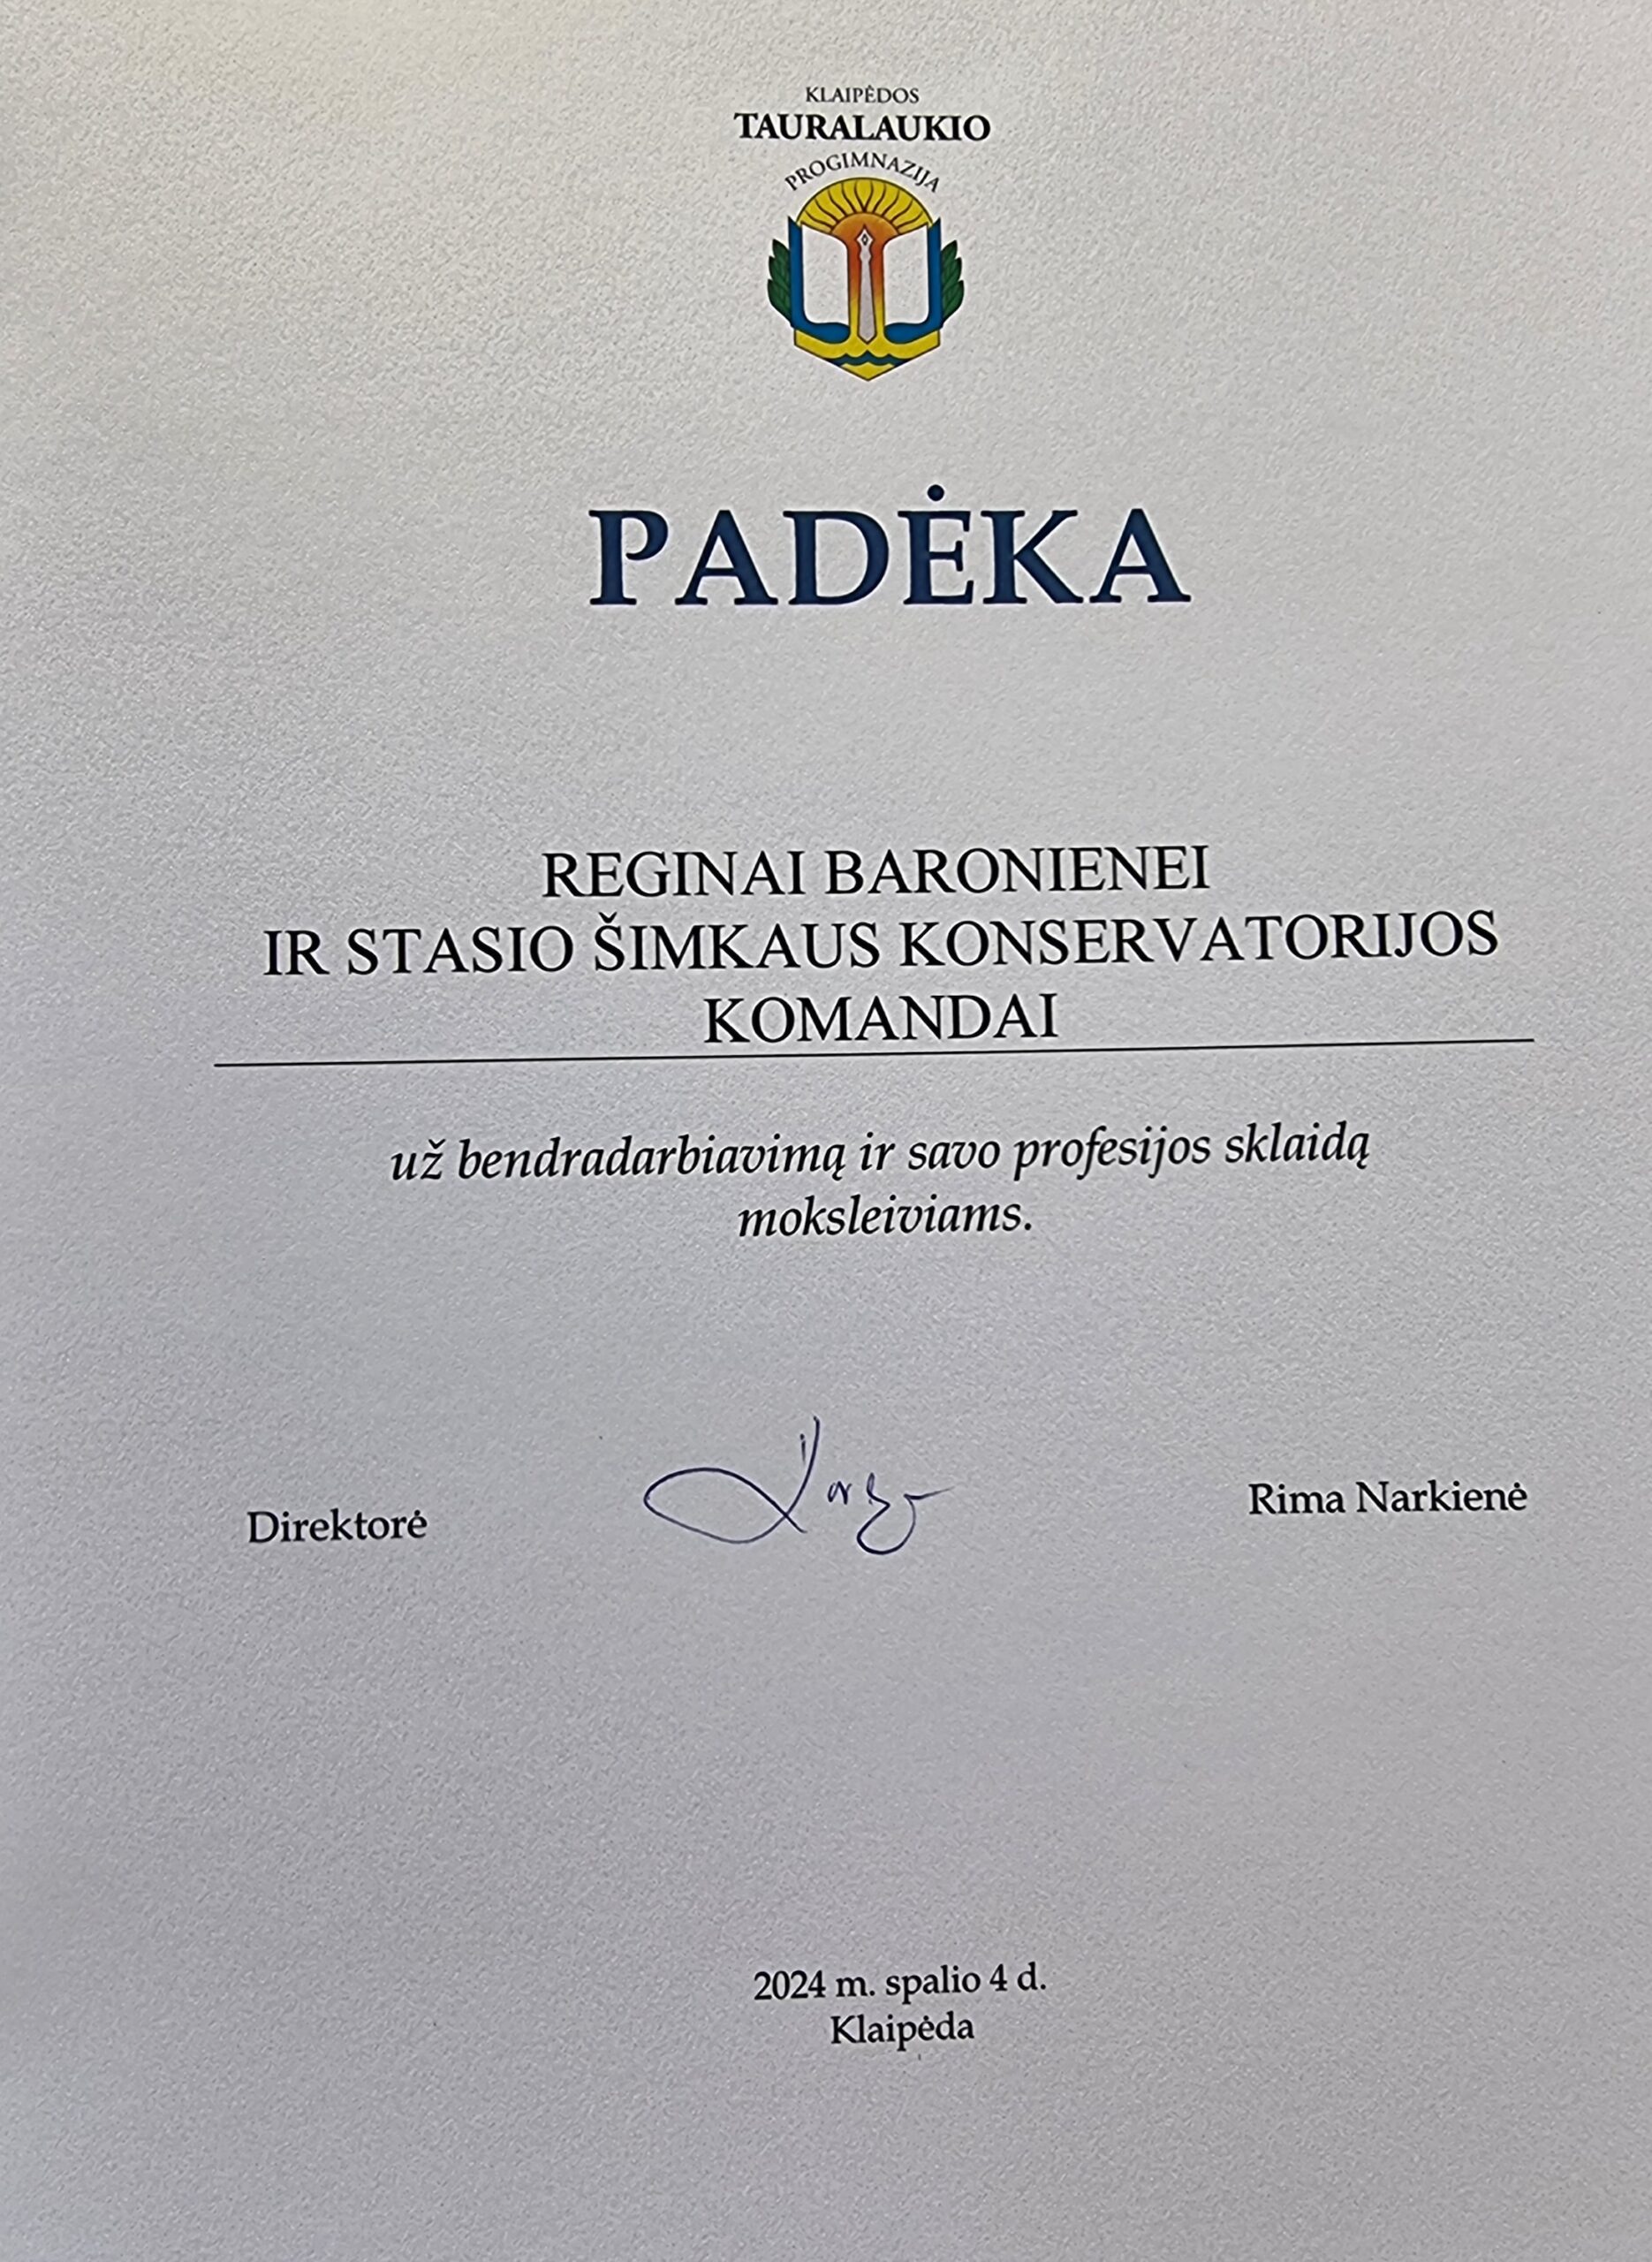 KLAIPĖDOS
TAURALAUKIO
PROGIMNAZIJA
PADĖKA
REGINAI BARONIENEI
IR STASIO ŠIMKAUS KONSERVATORIJOS
KOMANDAI
už bendradarbiavimą ir savo profesijos sklaidą
moksleiviams.
Direktorė
Rima Narkienė
2024 m. spalio 4 d.
Klaipėda